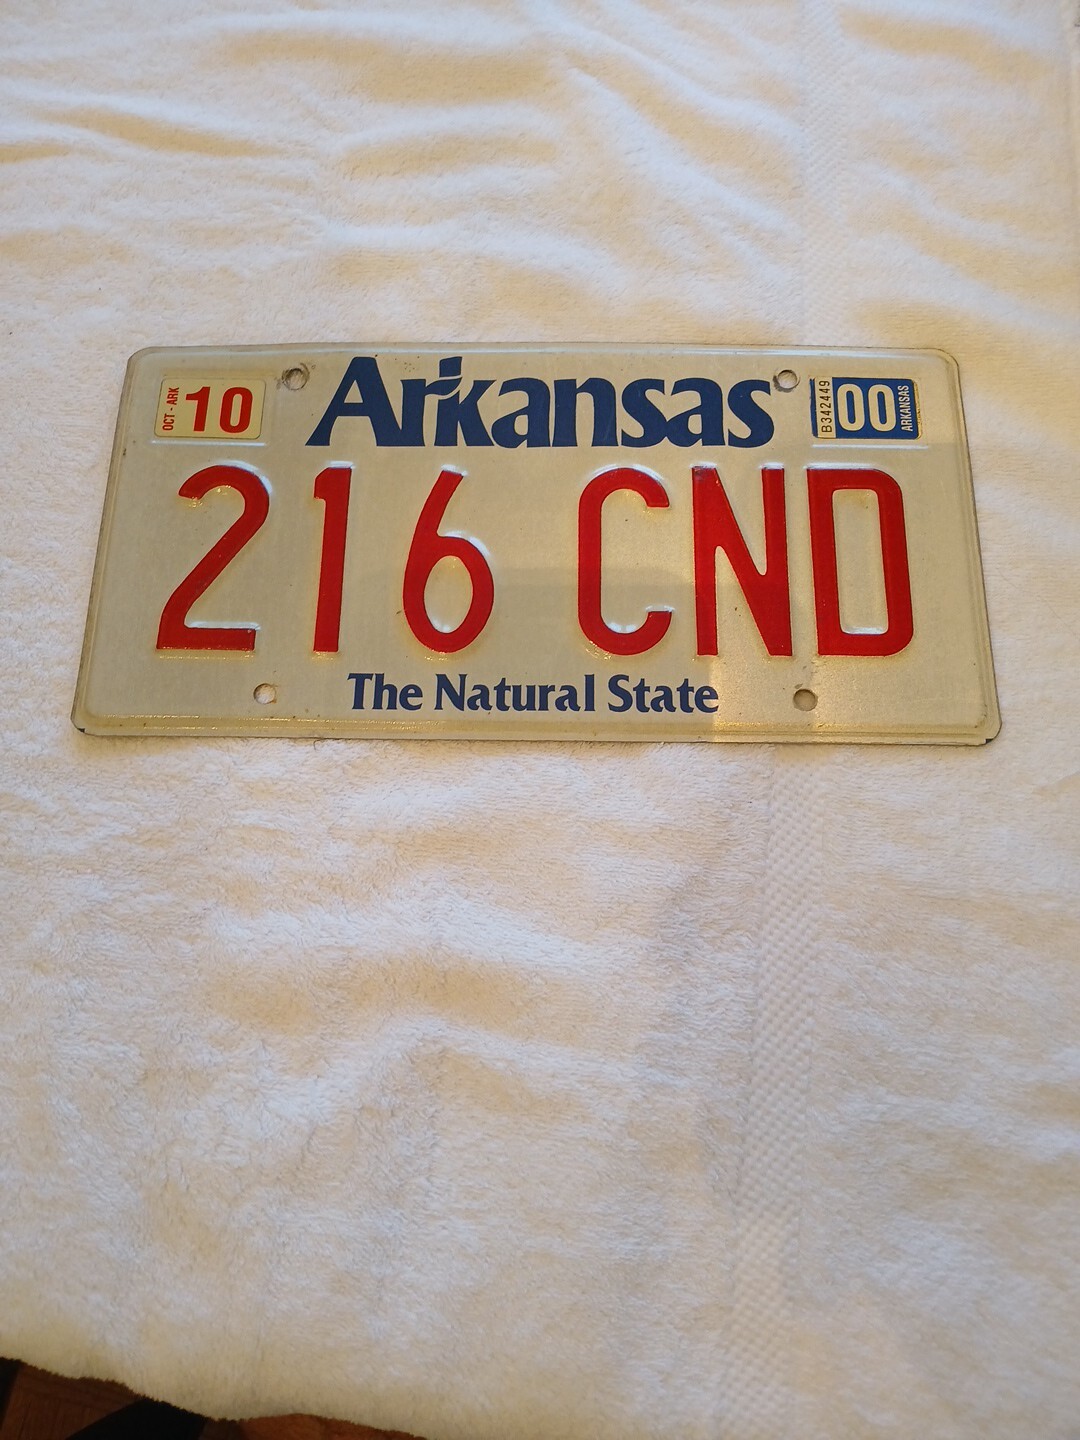 OCT - ARK 10
Arkansas
B342449 00 ARKANSAS
216 CND
The Natural State